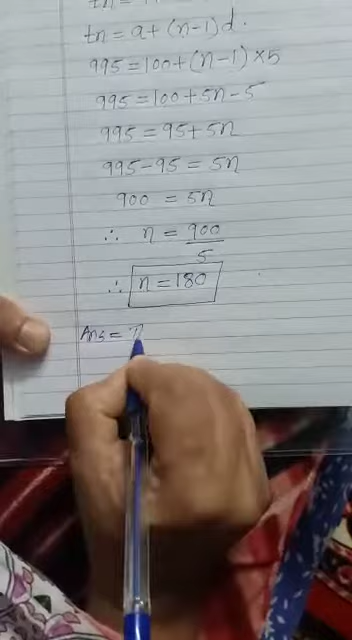 tn = a + (n-1) d.
995 = 100 + (n-1) × 5
995 = 100 + 5n - 5
995 = 95 + 5n
995 - 95 = 5n
900 = 5n
∴ n = 900/5
∴ n = 180
Ans =